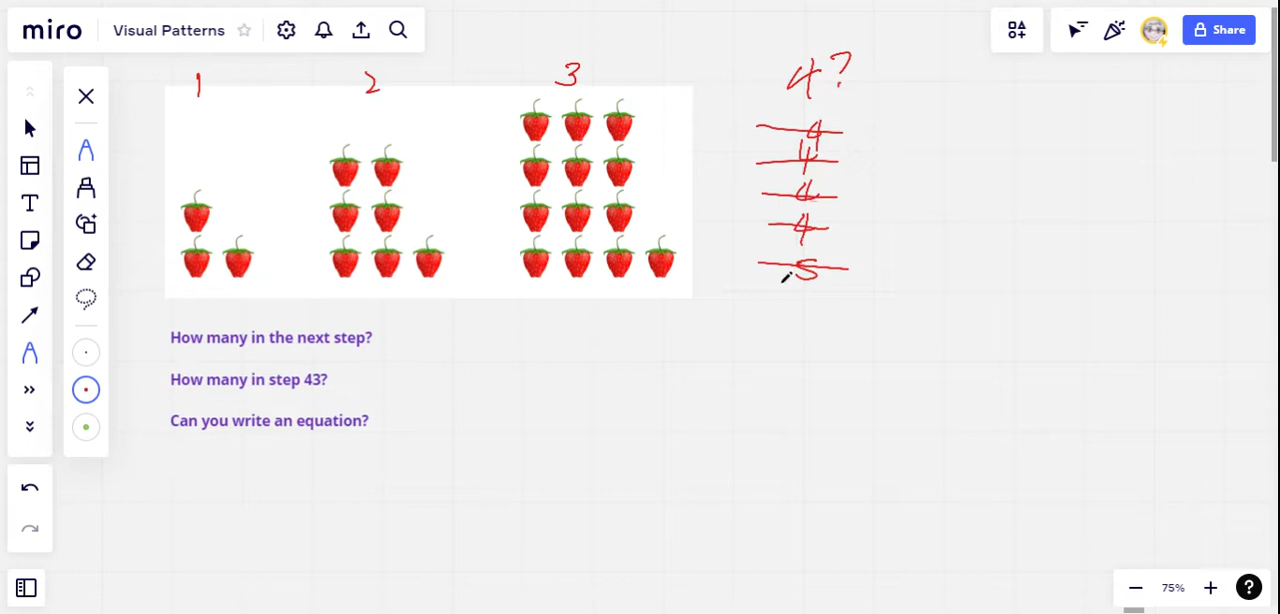 miro Visual Patterns Share
1 2 3 4?
4
4
4
4
5
How many in the next step?
How many in step 43?
Can you write an equation?
75% ?